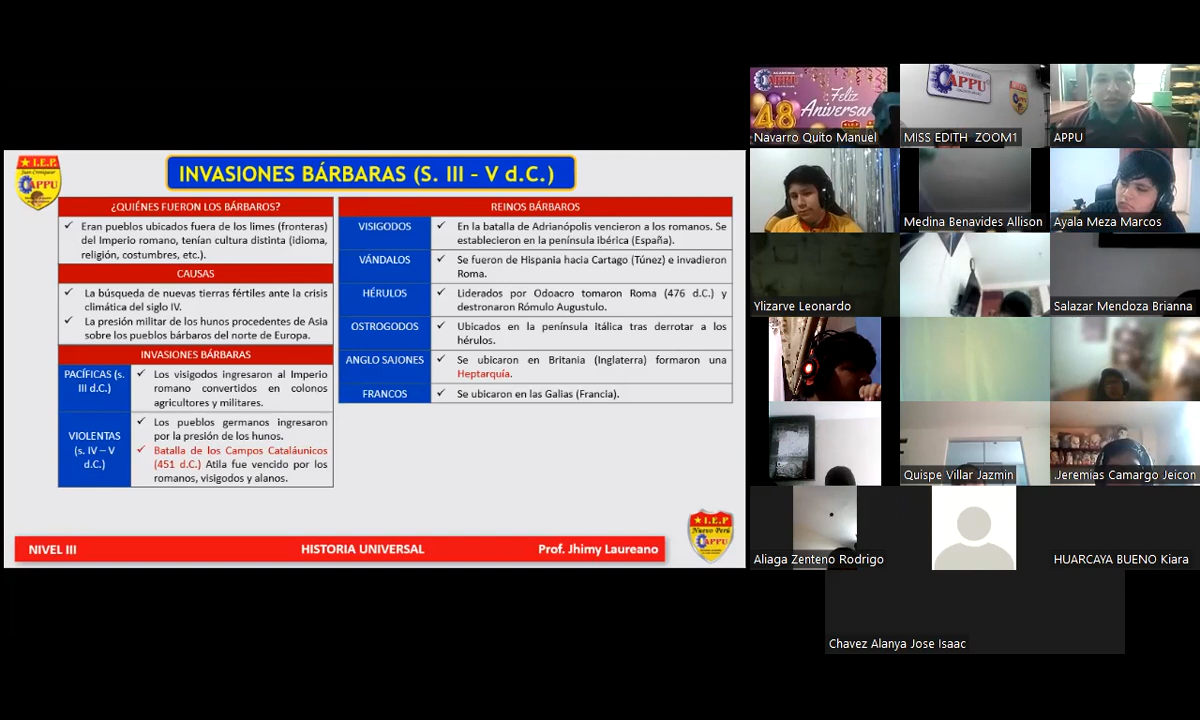 ★ I.E.P.
APPU
INVASIONES BÁRBARAS (S. III - V d.C.)
¿QUIÉNES FUERON LOS BÁRBAROS?
✓ Eran pueblos ubicados fuera de los limes (fronteras)
del Imperio romano, tenían cultura distinta (idioma,
religión, costumbres, etc.).
CAUSAS
✓ La búsqueda de nuevas tierras fértiles ante la crisis
climática del siglo IV.
✓ La presión militar de los hunos procedentes de Asia
sobre los pueblos bárbaros del norte de Europa.
INVASIONES BÁRBARAS
PACÍFICAS (s.
III d.C.)
✓ Los visigodos ingresaron al Imperio
romano convertidos en colonos
agricultores y militares.
VIOLENTAS
(s. IV – V
d.C.)
✓ Los pueblos germanos ingresaron
por la presión de los hunos.
✓ Batalla de los Campos Cataláunicos
(451 d.C.) Atila fue vencido por los
romanos, visigodos y alanos.
REINOS BÁRBAROS
VISIGODOS
✓ En la batalla de Adrianópolis vencieron a los romanos. Se
establecieron en la península ibérica (España).
VÁNDALOS
✓ Se fueron de Hispania hacia Cartago (Túnez) e invadieron
Roma.
HÉRULOS
✓ Liderados por Odoacro tomaron Roma (476 d.C.) y
destronaron Rómulo Augustulo.
OSTROGODOS
✓ Ubicados en la península itálica tras derrotar a los
hérulos.
ANGLO SAJONES
✓ Se ubicaron en Britania (Inglaterra) formaron una
Heptarquía.
FRANCOS
✓ Se ubicaron en las Galias (Francia).
★ I.E.P
Nuevo Perú
APPU
NIVEL III
HISTORIA UNIVERSAL
Prof. Jhimy Laureano
APPU
48
Feliz
Aniversar
Navarro Quito Manuel
APPU
MISS EDITH ZOOM1
APPU
Medina Benavides Allison
Ayala Meza Marcos
Ylizarve Leonardo
Salazar Mendoza Brianna
Quispe Villar Jazmin
Jeremias Camargo Jeicon
Aliaga Zenteno Rodrigo
HUARCAYA BUENO Kiara
Chavez Alanya Jose Isaac